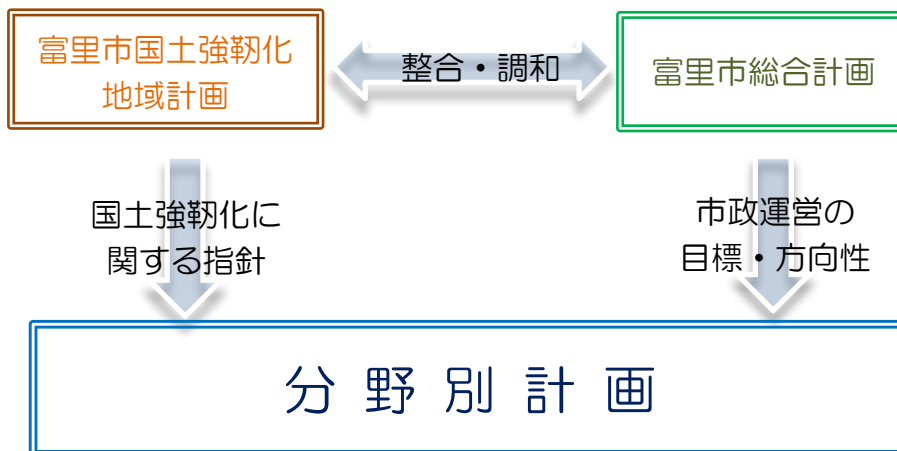 富里市国土強靭化
地域計画
整合・調和
富里市総合計画
国土強靭化に
関する指針
市政運営の
目標・方向性
分野別計画